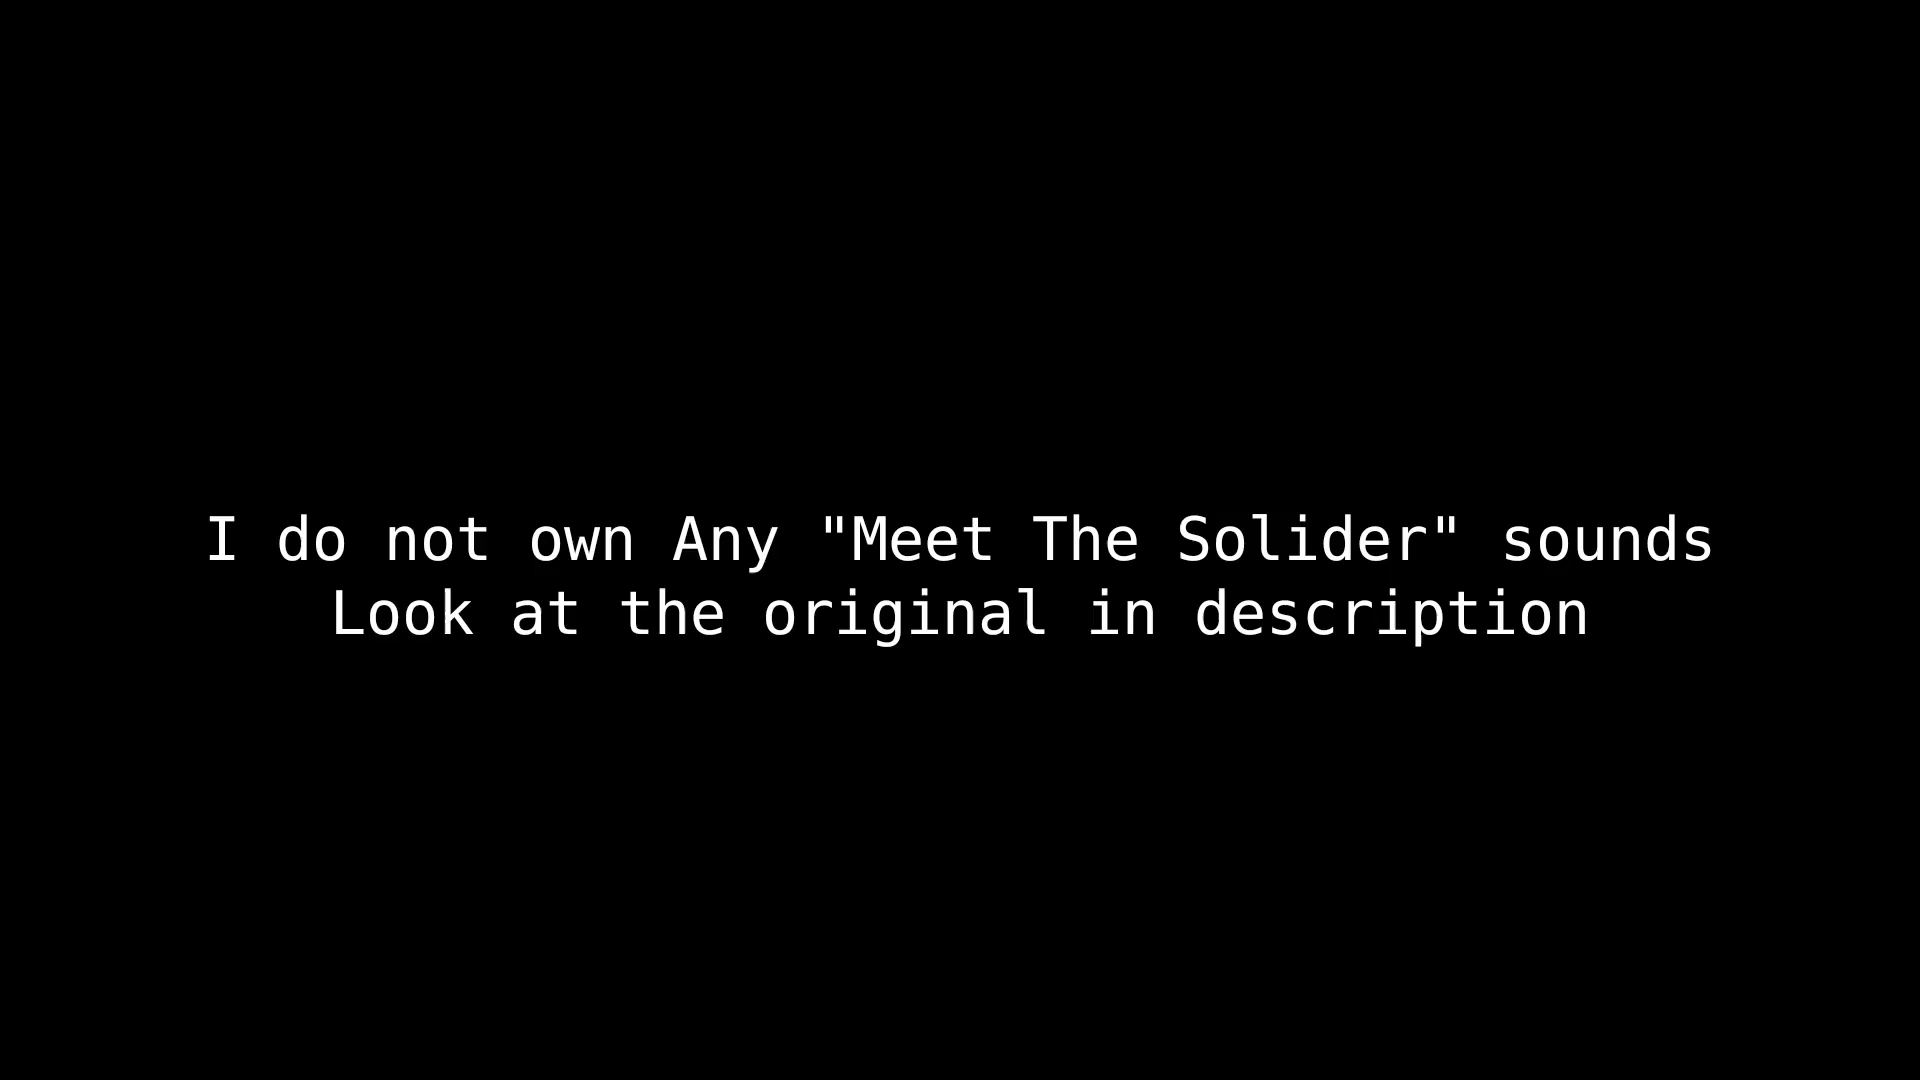 I do not own Any "Meet The Solider" sounds
Look at the original in description